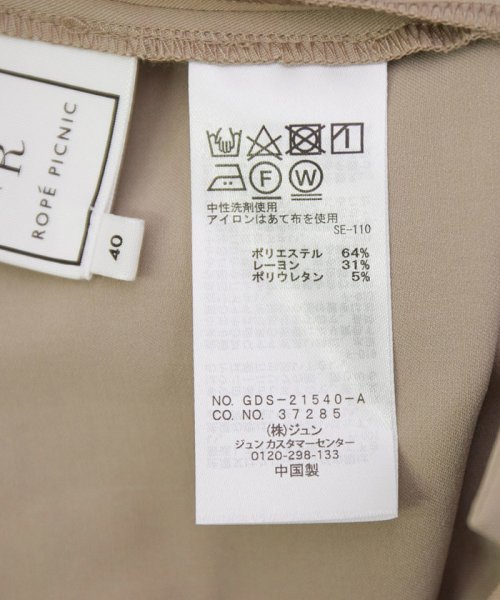 R
ROPÉ PICNIC
40
F W
中性洗剤使用
アイロンはあて布を使用
SE-110
ポリエステル 64%
レーヨン 31%
ポリウレタン 5%
NO. GDS-21540-A
CO. NO. 37285
(株)ジュン
ジュンカスタマーセンター
0120-298-133
中国製